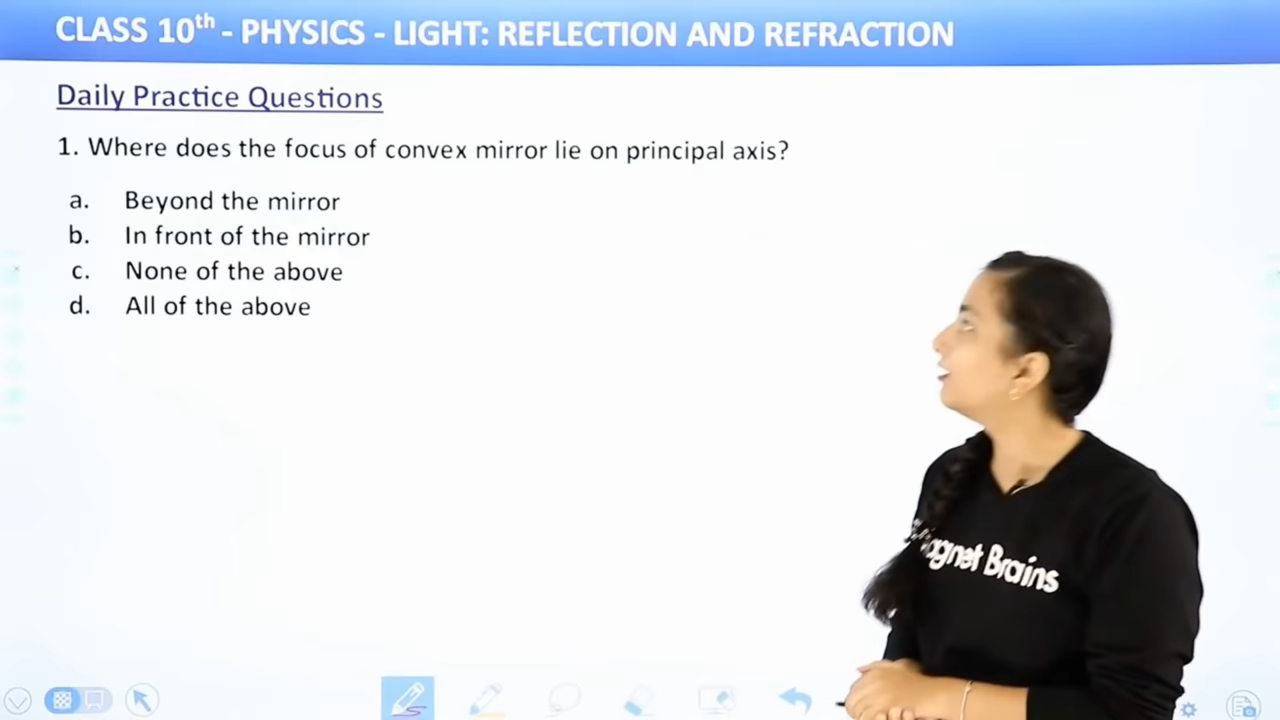 CLASS 10th - PHYSICS - LIGHT: REFLECTION AND REFRACTION
Daily Practice Questions
1. Where does the focus of convex mirror lie on principal axis?
a. Beyond the mirror
b. In front of the mirror
c. None of the above
d. All of the above
Brains